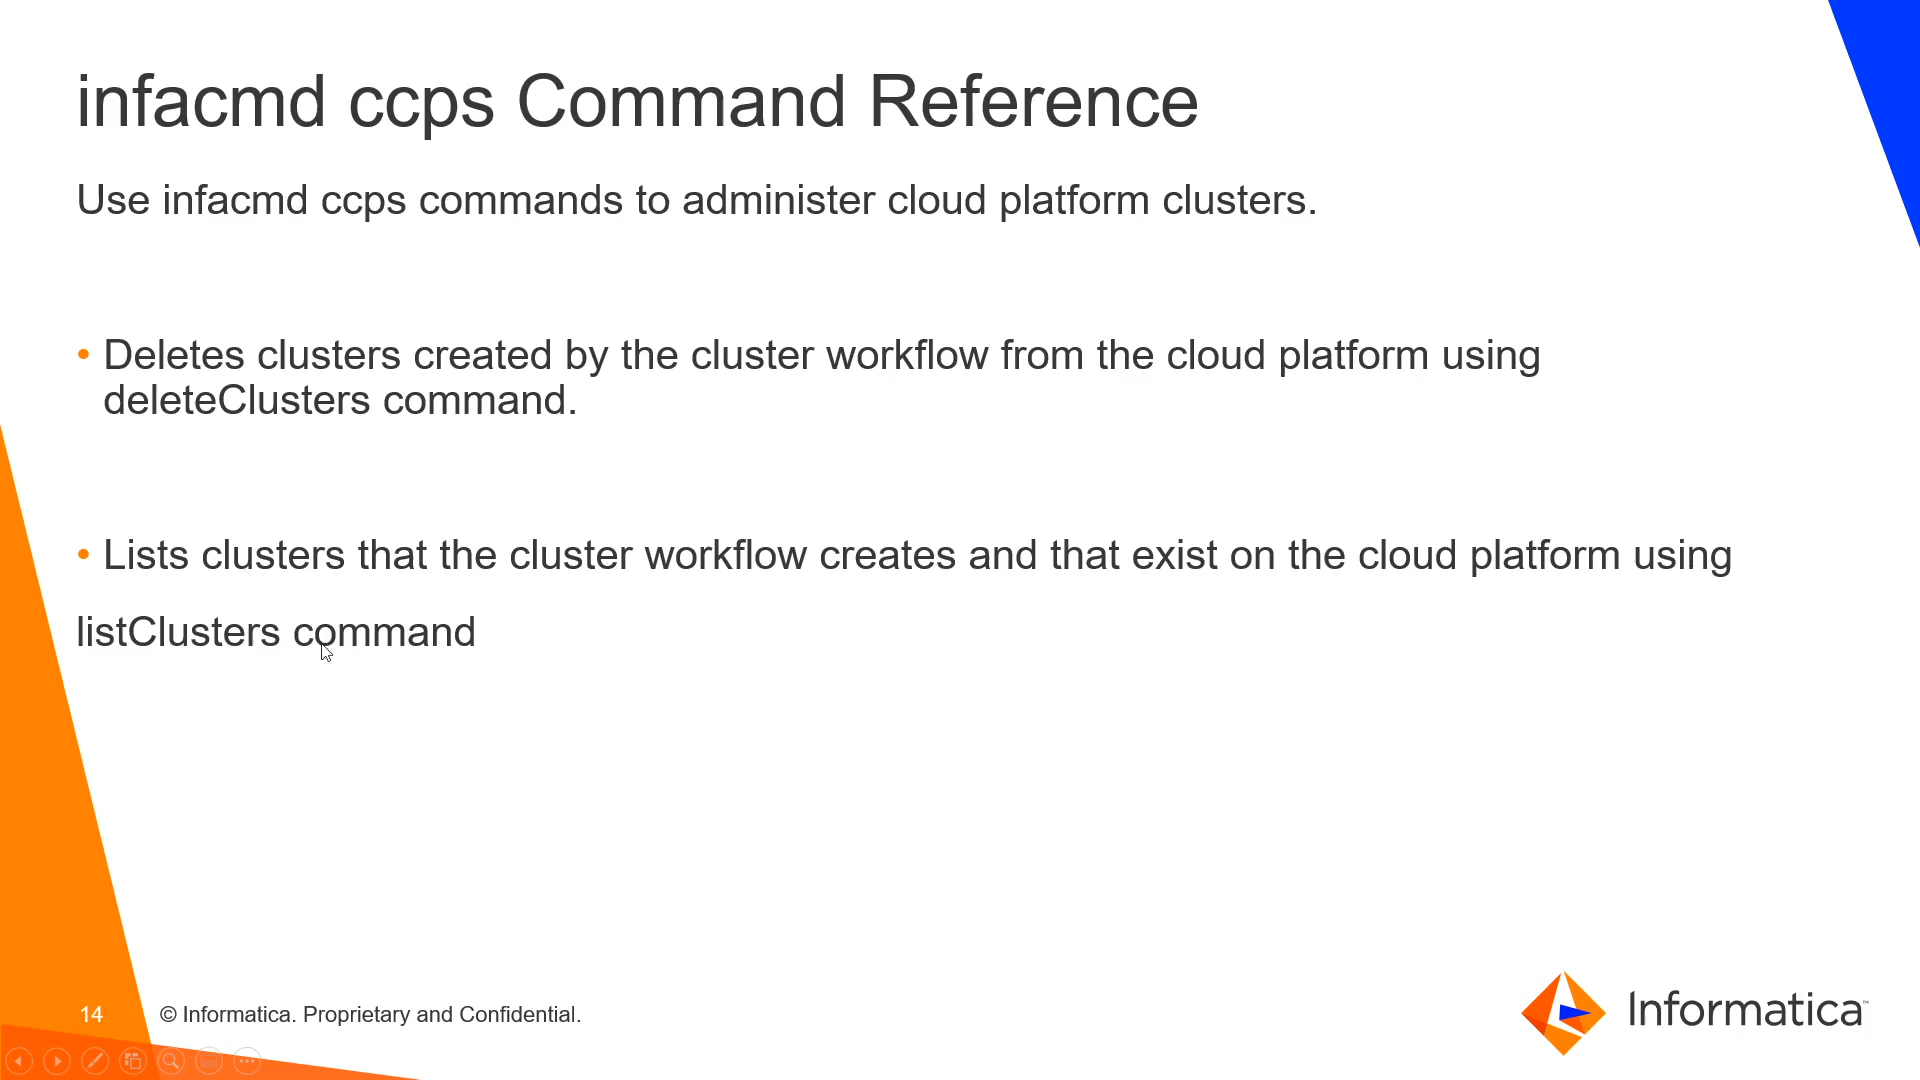 infacmd ccps Command Reference
Use infacmd ccps commands to administer cloud platform clusters.
• Deletes clusters created by the cluster workflow from the cloud platform using
deleteClusters command.
• Lists clusters that the cluster workflow creates and that exist on the cloud platform using
listClusters command
14 © Informatica. Proprietary and Confidential.
Informatica™